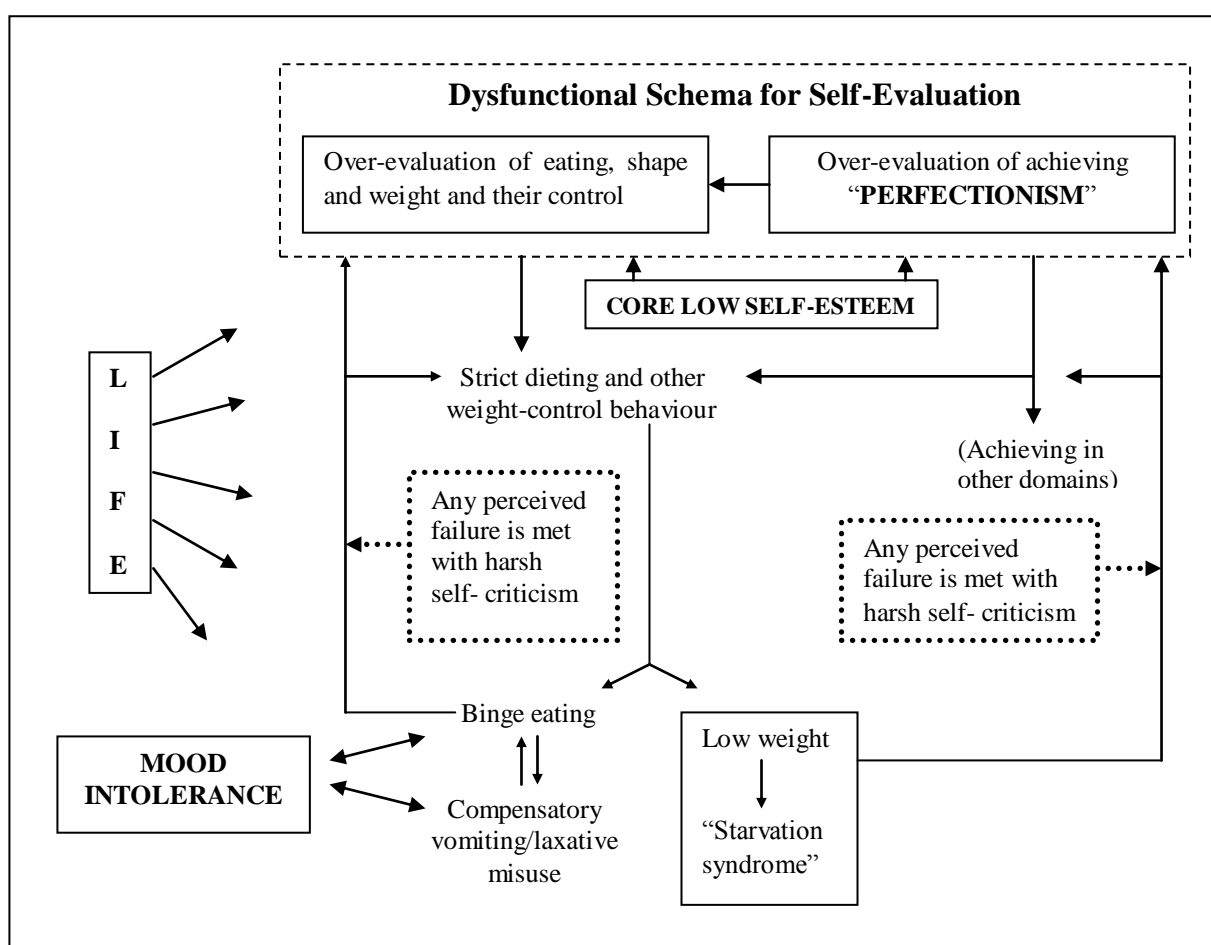 Dysfunctional Schema for Self-Evaluation
Over-evaluation of eating, shape
and weight and their control
Over-evaluation of achieving
“PERFECTIONISM”
CORE LOW SELF-ESTEEM
L
I
F
E
Strict dieting and other
weight-control behaviour
(Achieving in
other domains)
Any perceived
failure is met
with harsh
self- criticism
Any perceived
failure is met with
harsh self- criticism
Binge eating
Low weight
MOOD
INTOLERANCE
Compensatory
vomiting/laxative
misuse
“Starvation
syndrome”